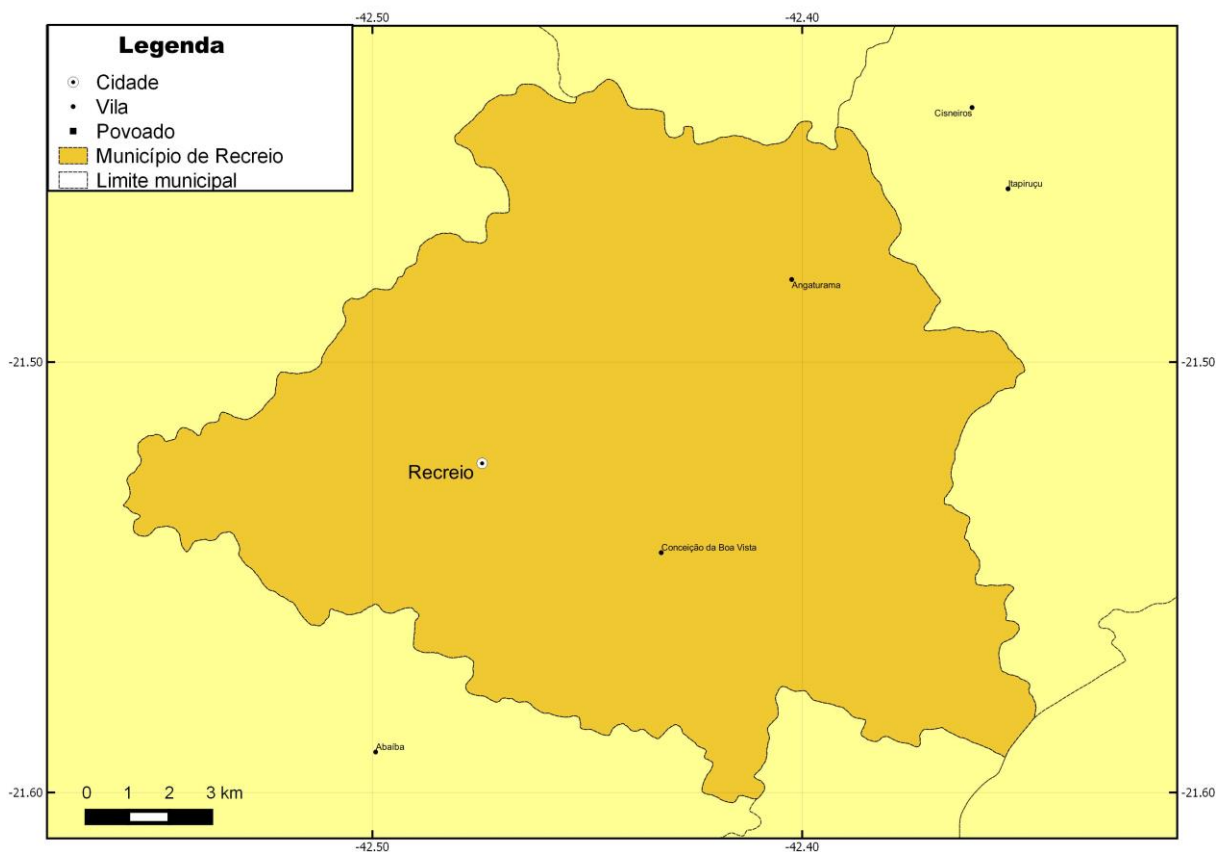 -42.50
-42.40
Legenda
Cidade
Vila
Povoado
Município de Recreio
Limite municipal
Cisneiros
Itapiruçu
Angaturama
-21.50
-21.50
Recreio
Conceição da Boa Vista
Abaíba
0 1 2 3 km
-21.60
-21.60
-42.50
-42.40